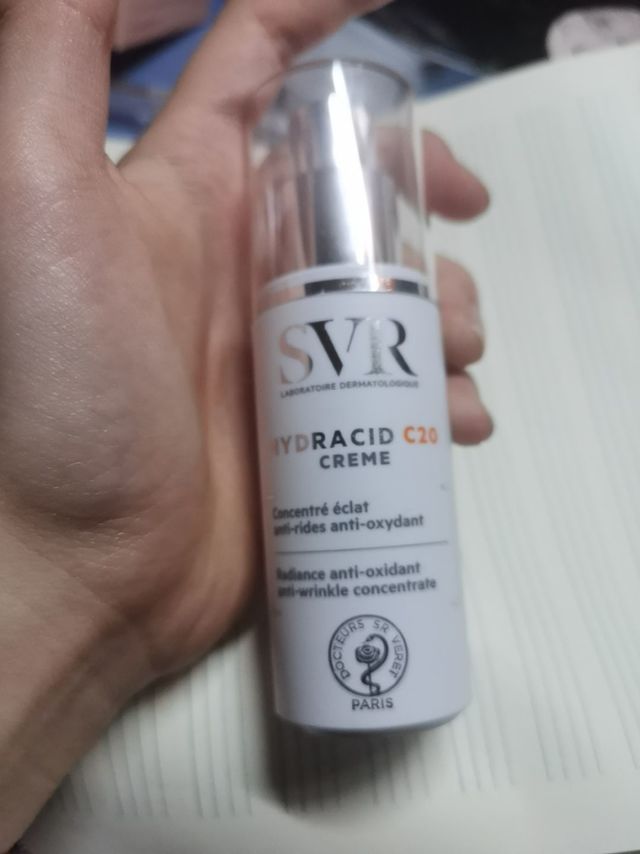 SVR
LABORATOIRE DERMATOLOGIQUE
HYDRACID C20
CREME
Concentré éclat
anti-rides anti-oxydant
Radiance anti-oxidant
anti-wrinkle concentrate
DOCTEURS SR VERET
PARIS